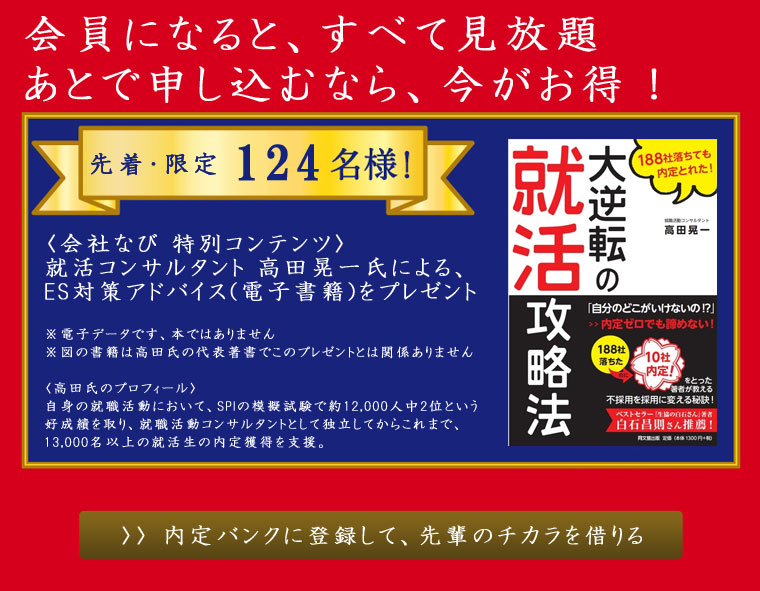 会員になると、すべて見放題
あとで申し込むなら、今がお得！
先着・限定 124名様!
〈会社なび 特別コンテンツ〉
就活コンサルタント 高田晃一氏による、
ES対策アドバイス(電子書籍)をプレゼント
※電子データです、本ではありません
※図の書籍は高田氏の代表著書でこのプレゼントとは関係ありません
〈高田氏のプロフィール〉
自身の就職活動において、SPIの模擬試験で約12,000人中2位という
好成績を取り、就職活動コンサルタントとして独立してからこれまで、
13,000名以上の就活生の内定獲得を支援。
188社落ちても
内定とれた!
大逆転の
就活攻略法
就職活動コンサルタント
高田晃一
「自分のどこがいけないの!?」
>> 内定ゼロでも諦めない!
188社
落ちた
のに
10社
内定!
をとった
著者が教える
不採用を採用に変える秘訣!
ベストセラー『生協の白石さん』著者
白石昌則さん推薦!
同文舘出版 定価(本体1300円+税)
>> 内定バンクに登録して、先輩のチカラを借りる